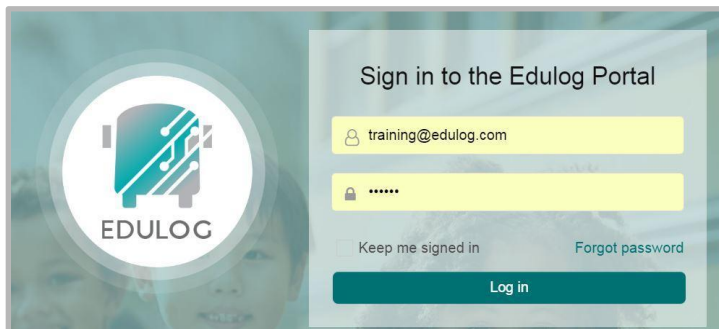 Sign in to the Edulog Portal
training@edulog.com
••••••
EDULOG
Keep me signed in
Forgot password
Log in